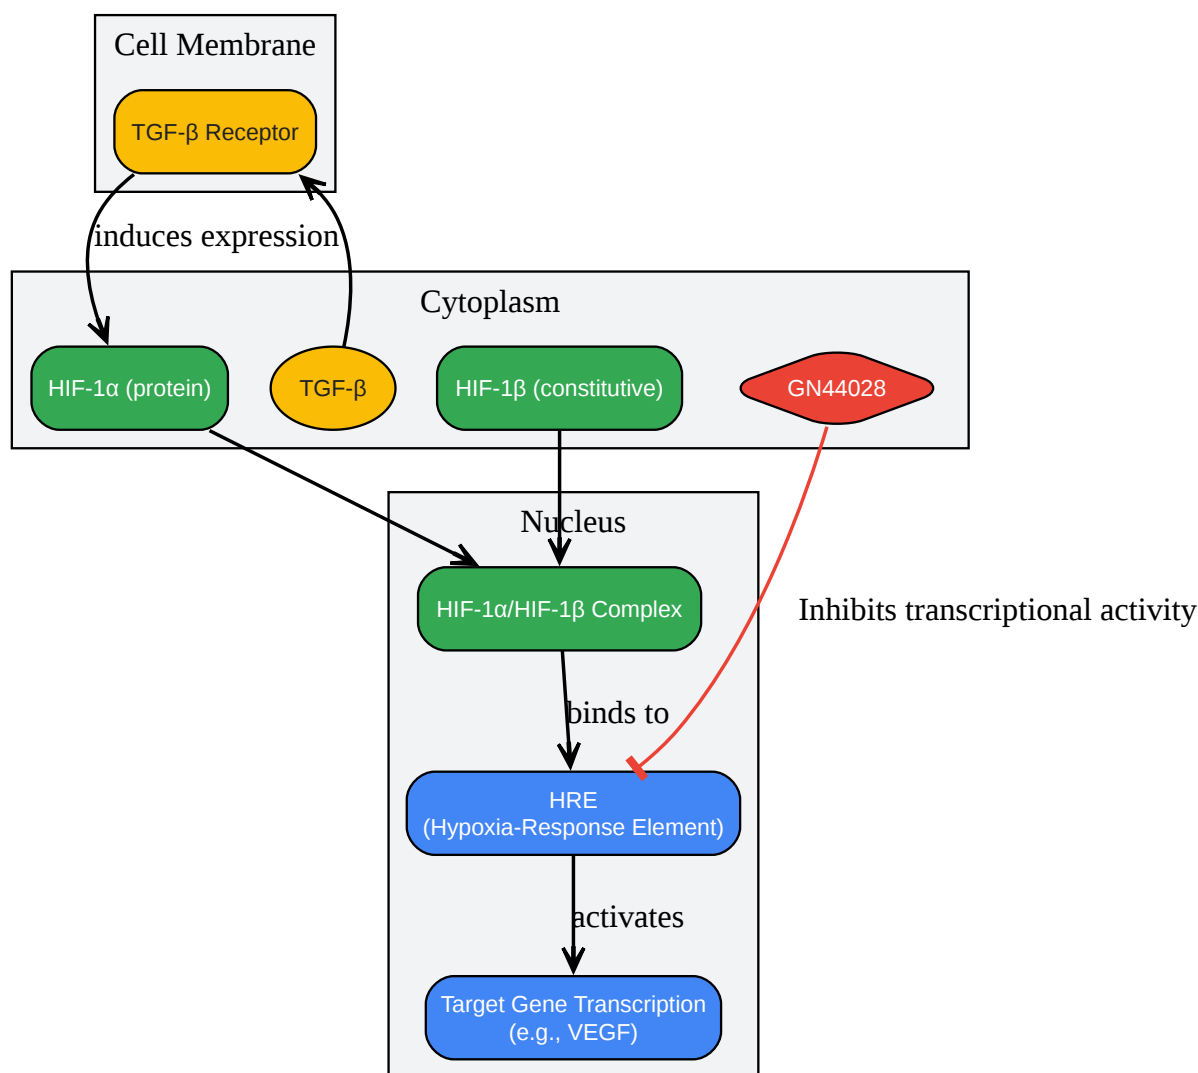 Cell Membrane
TGF-β Receptor
induces expression
Cytoplasm
HIF-1α (protein)
TGF-β
HIF-1β (constitutive)
GN44028
Nucleus
HIF-1α/HIF-1β Complex
Inhibits transcriptional activity
binds to
HRE
(Hypoxia-Response Element)
activates
Target Gene Transcription
(e.g., VEGF)